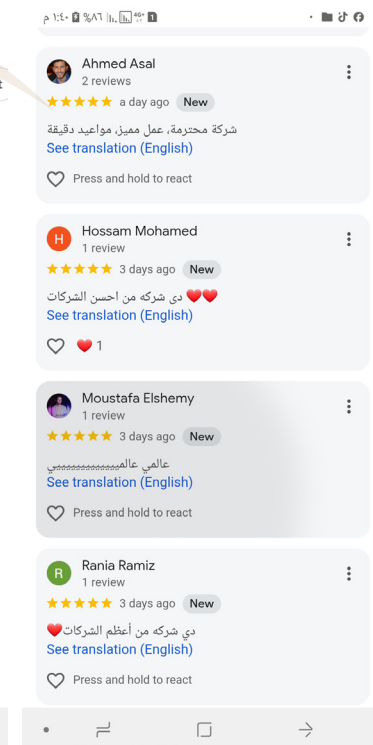 ١:٤٠ م
%٨٦
4G+
1
t
Ahmed Asal
2 reviews
a day ago New
شركة محترمة، عمل مميز، مواعيد دقيقة
See translation (English)
Press and hold to react
H
Hossam Mohamed
1 review
3 days ago New
دى شركه من احسن الشركات ❤️❤️
See translation (English)
❤️ 1
Moustafa Elshemy
1 review
3 days ago New
عالمي عالميييييييييييييي
See translation (English)
Press and hold to react
R
Rania Ramiz
1 review
3 days ago New
دي شركه من أعظم الشركات❤️
See translation (English)
Press and hold to react